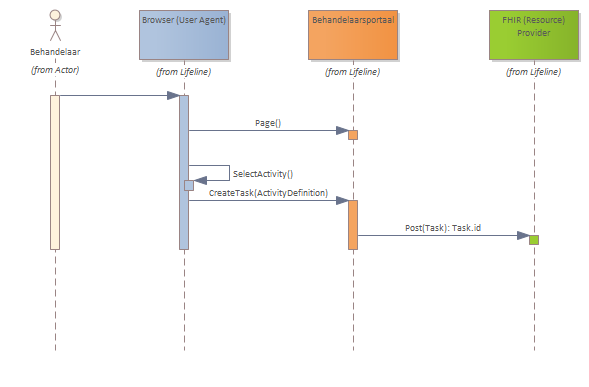 Behandelaar
(from Actor)
Browser (User Agent)
(from Lifeline)
Behandelaarsportaal
(from Lifeline)
FHIR (Resource)
Provider
(from Lifeline)
Page()
SelectActivity()
CreateTask(ActivityDefinition)
Post(Task): Task.id